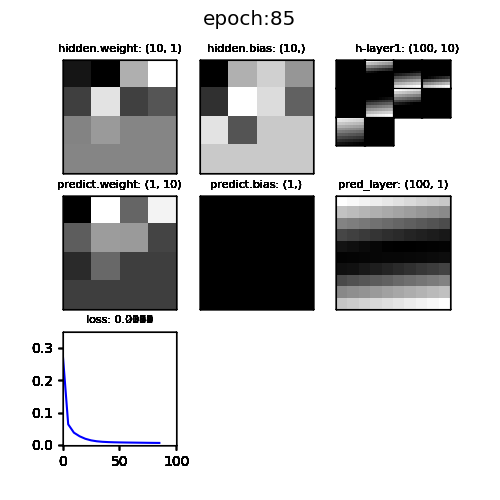 epoch:85
hidden.weight: (10, 1)
hidden.bias: (10,)
h-layer1: (100, 10)
predict.weight: (1, 10)
predict.bias: (1,)
pred_layer: (100, 1)
loss:
0.3
0.2
0.1
0.0
0 50 100